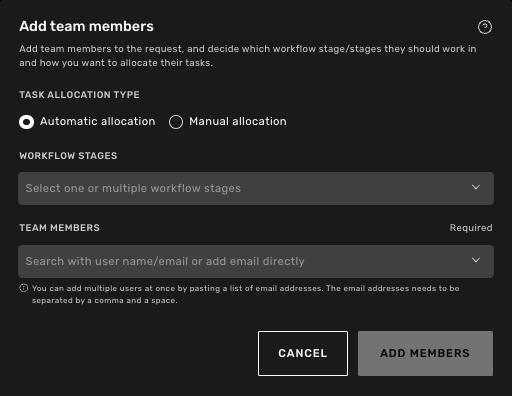 Add team members
Add team members to the request, and decide which workflow stage/stages they should work in
and how you want to allocate their tasks.
TASK ALLOCATION TYPE
Automatic allocation
Manual allocation
WORKFLOW STAGES
Select one or multiple workflow stages
TEAM MEMBERS
Required
Search with user name/email or add email directly
You can add multiple users at once by pasting a list of email addresses. The email addresses needs to be
separated by a comma and a space.
CANCEL
ADD MEMBERS